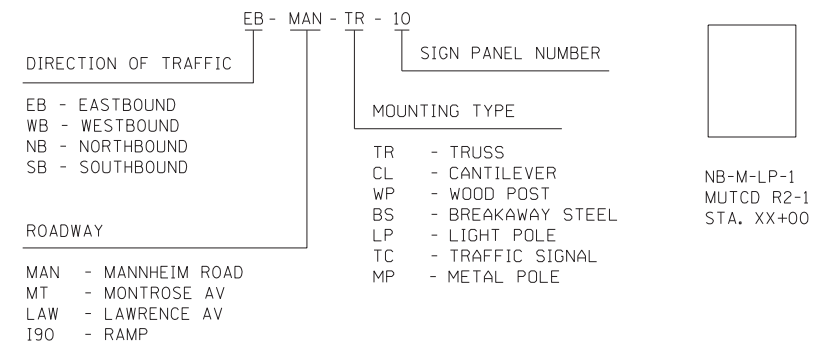 EB - MAN - TR - 10
SIGN PANEL NUMBER
DIRECTION OF TRAFFIC
EB - EASTBOUND
WB - WESTBOUND
NB - NORTHBOUND
SB - SOUTHBOUND
MOUNTING TYPE
TR - TRUSS
CL - CANTILEVER
WP - WOOD POST
BS - BREAKAWAY STEEL
LP - LIGHT POLE
TC - TRAFFIC SIGNAL
MP - METAL POLE
ROADWAY
MAN - MANNHEIM ROAD
MT - MONTROSE AV
LAW - LAWRENCE AV
I90 - RAMP
NB-M-LP-1
MUTCD R2-1
STA. XX+00